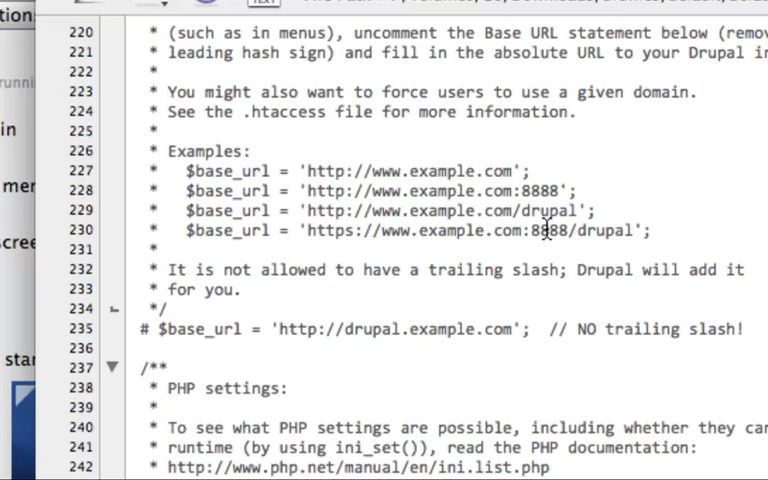 tions
TEXT
220 * (such as in menus), uncomment the Base URL statement below (remov
221 * leading hash sign) and fill in the absolute URL to your Drupal in
222 *
223 * You might also want to force users to use a given domain.
224 * See the .htaccess file for more information.
225 *
226 * Examples:
227 * $base_url = 'http://www.example.com';
228 * $base_url = 'http://www.example.com:8888';
229 * $base_url = 'http://www.example.com/drupal';
230 * $base_url = 'https://www.example.com:8888/drupal';
231 *
232 * It is not allowed to have a trailing slash; Drupal will add it
233 * for you.
234 */
235 # $base_url = 'http://drupal.example.com';  // NO trailing slash!
236
237 /**
238 * PHP settings:
239 *
240 * To see what PHP settings are possible, including whether they can
241 * runtime (by using ini_set()), read the PHP documentation:
242 * http://www.php.net/manual/en/ini.list.php
runni
in
mer
scree
star